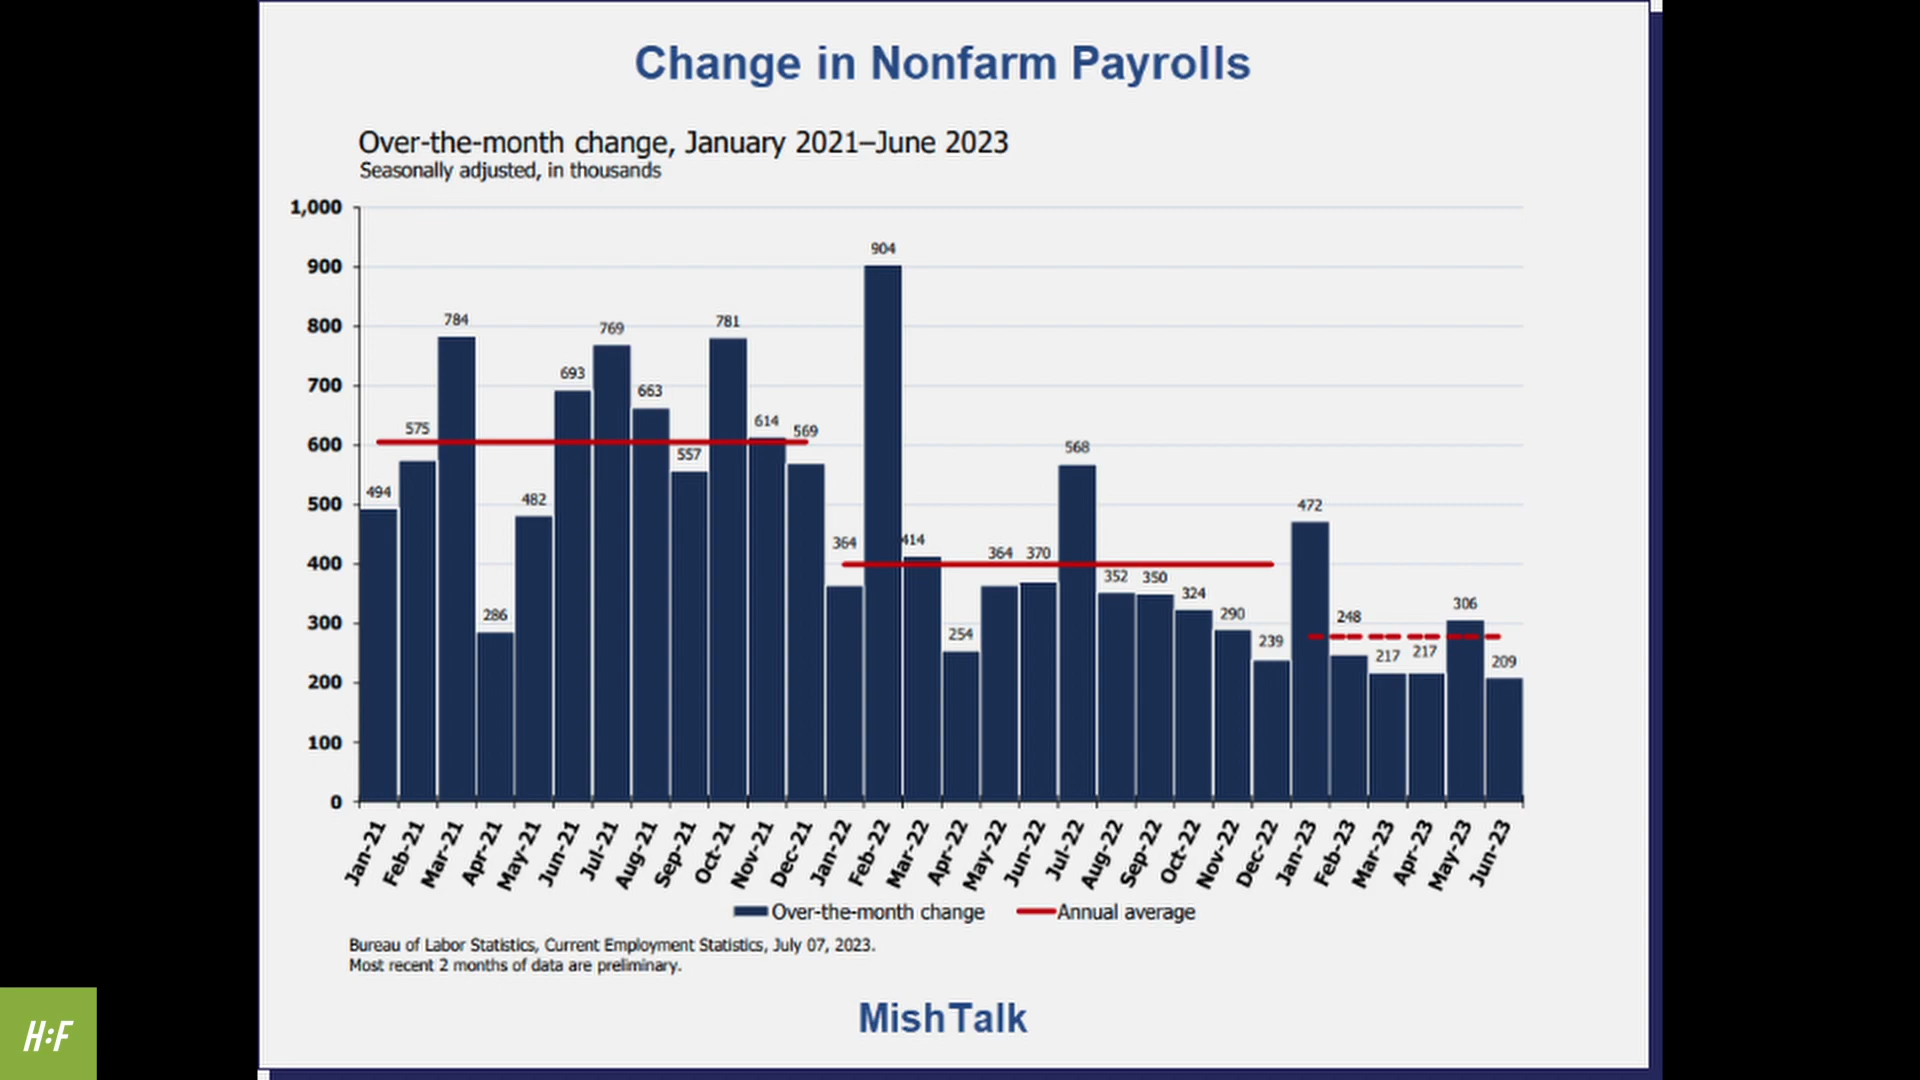 Change in Nonfarm Payrolls
Over-the-month change, January 2021–June 2023
Seasonally adjusted, in thousands
1,000
900
800
700
600
500
400
300
200
100
0
494
575
784
286
482
693
769
663
557
781
614
569
364
904
414
254
364
370
568
352
350
324
290
239
472
248
217
217
306
209
Jan-21
Feb-21
Mar-21
Apr-21
May-21
Jun-21
Jul-21
Aug-21
Sep-21
Oct-21
Nov-21
Dec-21
Jan-22
Feb-22
Mar-22
Apr-22
May-22
Jun-22
Jul-22
Aug-22
Sep-22
Oct-22
Nov-22
Dec-22
Jan-23
Feb-23
Mar-23
Apr-23
May-23
Jun-23
Over-the-month change
Annual average
Bureau of Labor Statistics, Current Employment Statistics, July 07, 2023.
Most recent 2 months of data are preliminary.
MishTalk
H:F